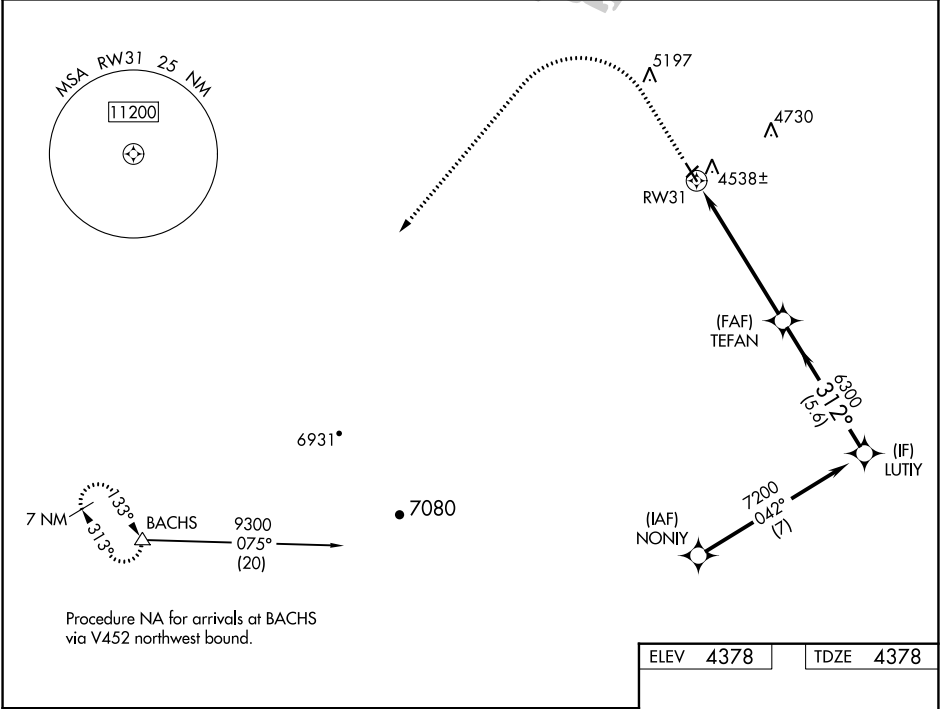 MSA RW31 25 NM
11200
5197
4730
4538±
RW31
(FAF)
TEFAN
6300
312°
(5.6)
(IF)
LUTIY
7200
042°
(7)
(IAF)
NONIY
6931
7080
7 NM
133°
313°
BACHS
9300
075°
(20)
Procedure NA for arrivals at BACHS
via V452 northwest bound.
ELEV 4378
TDZE 4378